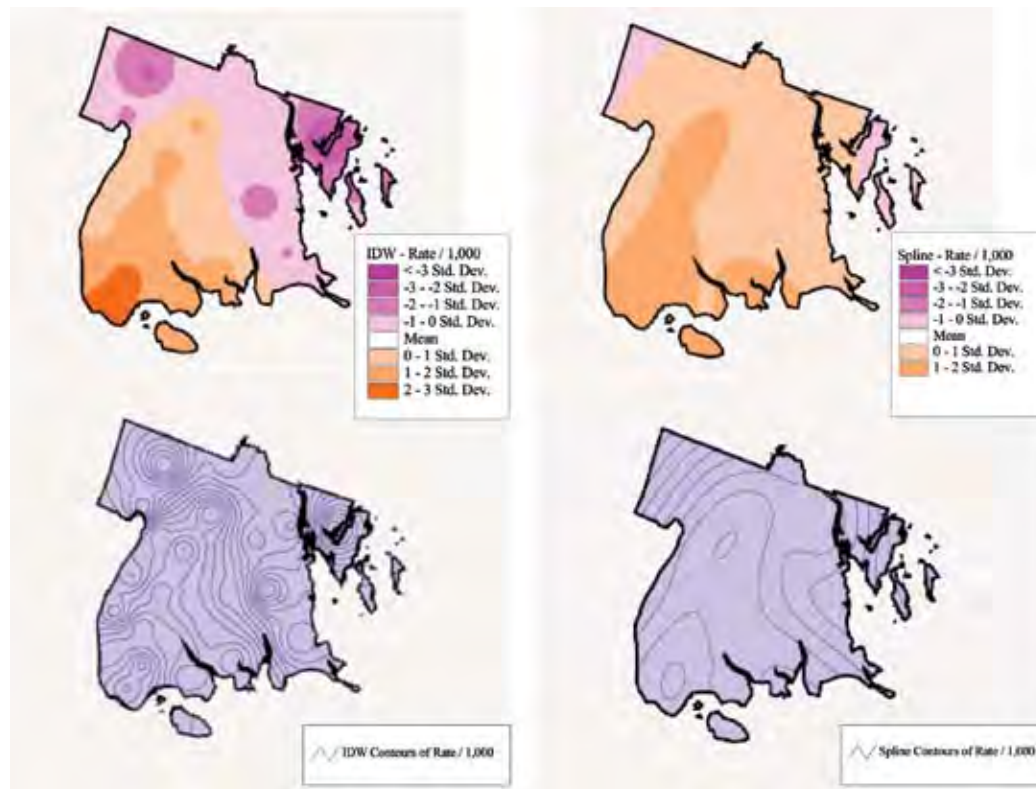 IDW - Rate / 1,000
< -3 Std. Dev.
-3 - -2 Std. Dev.
-2 - -1 Std. Dev.
-1 - 0 Std. Dev.
Mean
0 - 1 Std. Dev.
1 - 2 Std. Dev.
2 - 3 Std. Dev.
Spline - Rate / 1,000
< -3 Std. Dev.
-3 - -2 Std. Dev.
-2 - -1 Std. Dev.
-1 - 0 Std. Dev.
Mean
0 - 1 Std. Dev.
1 - 2 Std. Dev.
IDW Contours of Rate / 1,000
Spline Contours of Rate / 1,000